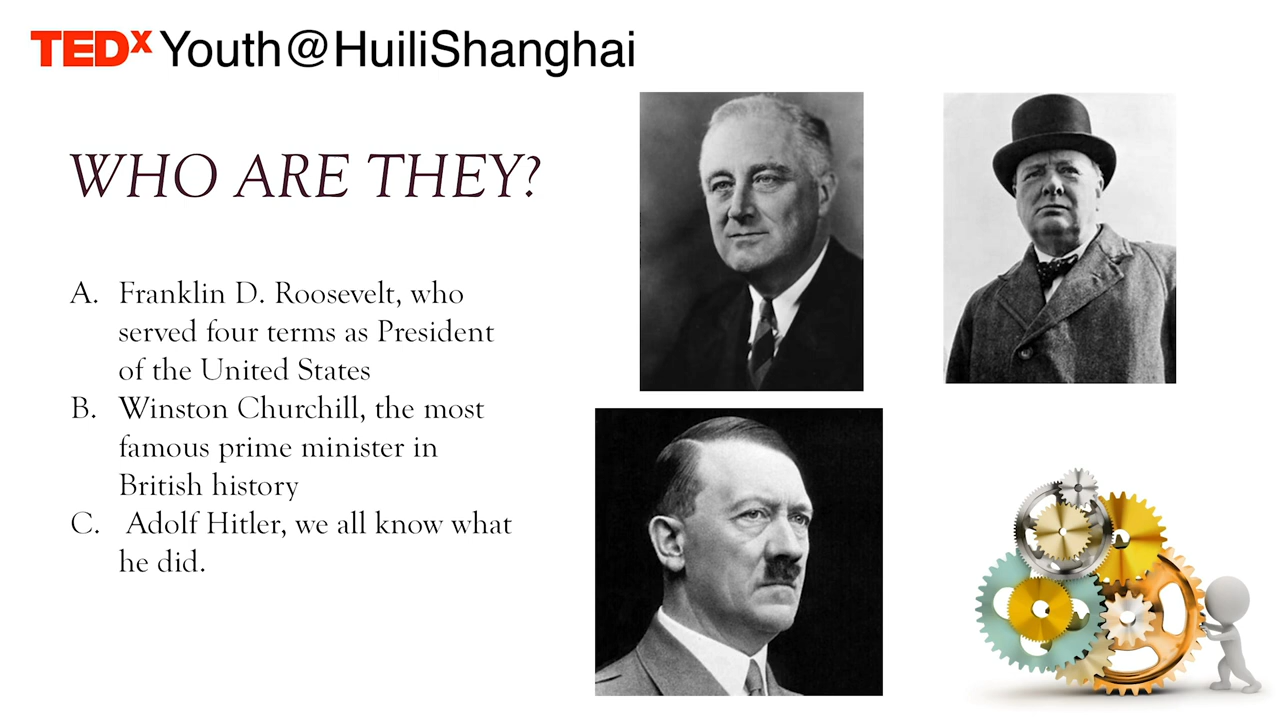 TEDx Youth@HuiliShanghai
WHO ARE THEY?
A. Franklin D. Roosevelt, who
served four terms as President
of the United States
B. Winston Churchill, the most
famous prime minister in
British history
C. Adolf Hitler, we all know what
he did.